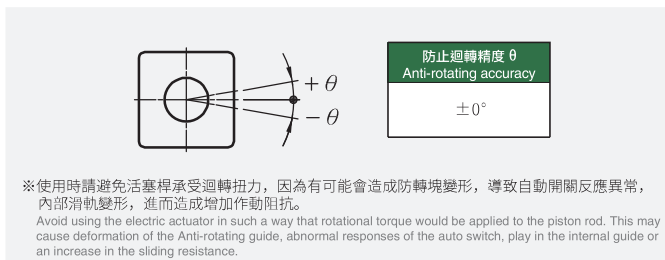 +θ
−θ
防止迴轉精度 θ
Anti-rotating accuracy
±0°
※使用時請避免活塞桿承受迴轉扭力，因為有可能會造成防轉塊變形，導致自動開關反應異常，
內部滑軌變形，進而造成增加作動阻抗。
Avoid using the electric actuator in such a way that rotational torque would be applied to the piston rod. This may
cause deformation of the Anti-rotating guide, abnormal responses of the auto switch, play in the internal guide or
an increase in the sliding resistance.